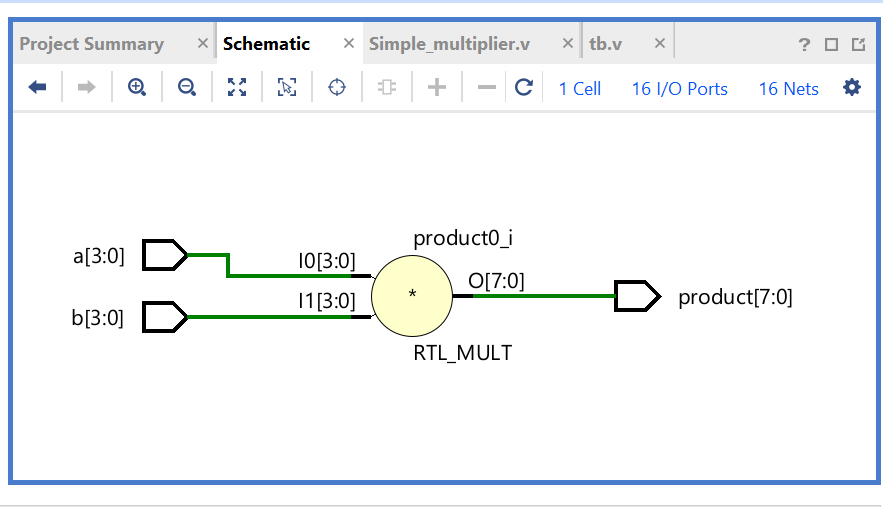 Project Summary × Schematic × Simple_multiplier.v × tb.v × ?
1 Cell 16 I/O Ports 16 Nets
product0_i
a[3:0] I0[3:0] O[7:0]
* product[7:0]
b[3:0] I1[3:0]
RTL_MULT